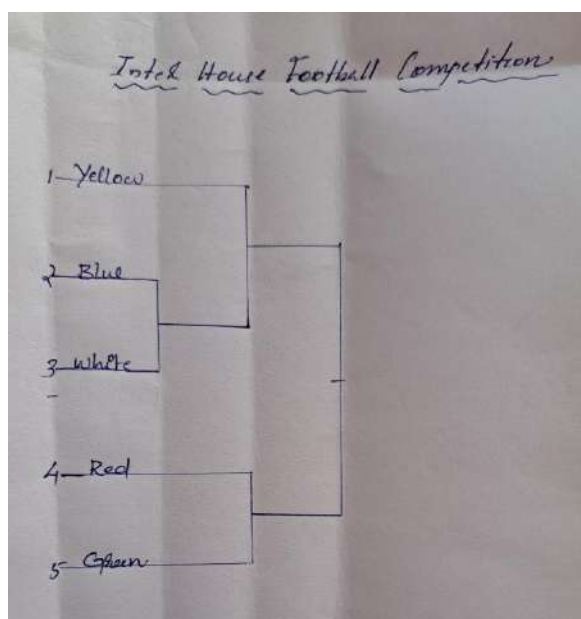 Inter House Football Competition
1 Yellow
2 Blue
3 White
4 Red
5 Green